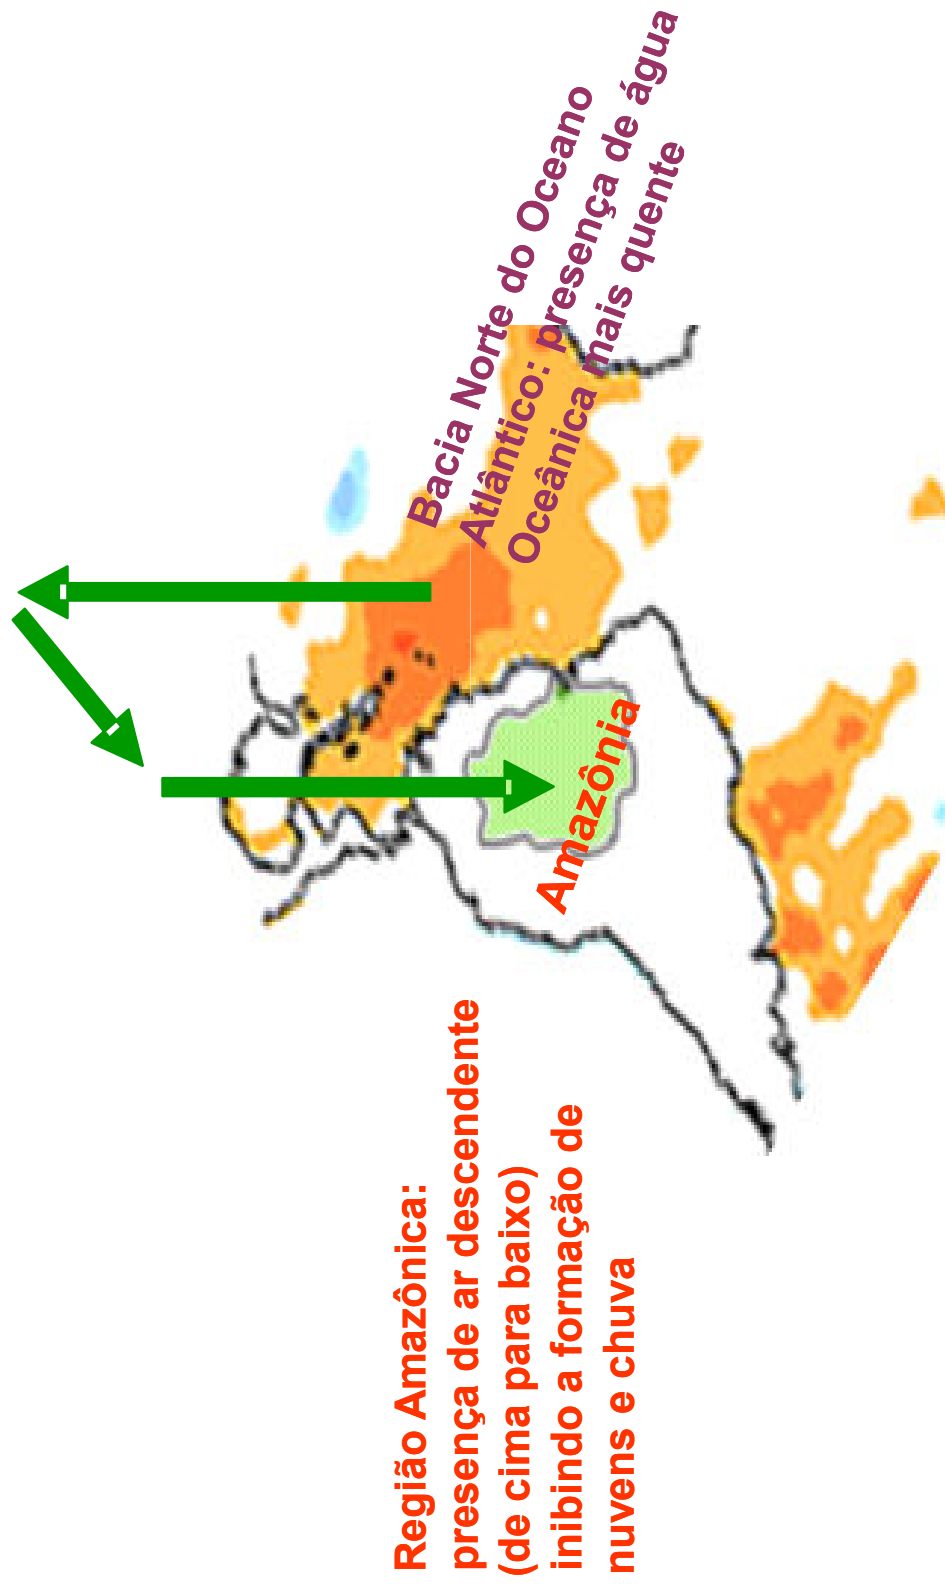 Bacia Norte do Oceano
Atlântico: presença de água
Oceânica mais quente
Amazônia
Região Amazônica:
presença de ar descendente
(de cima para baixo)
inibindo a formação de
nuvens e chuva